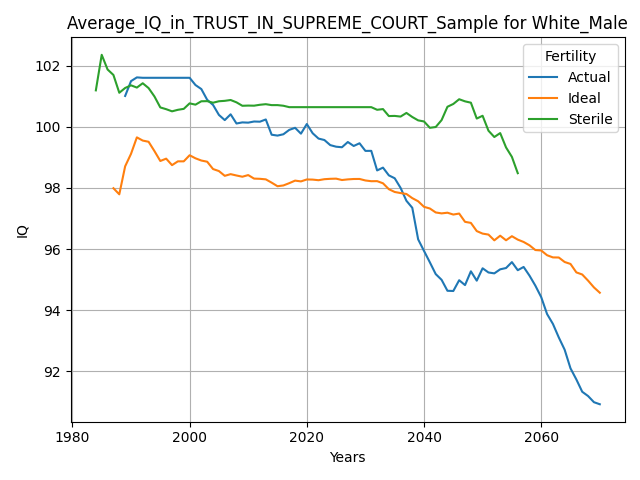 Average_IQ_in_TRUST_IN_SUPREME_COURT_Sample for White_Male
Fertility
Actual
Ideal
Sterile
IQ
102
100
98
96
94
92
1980
2000
2020
2040
2060
Years